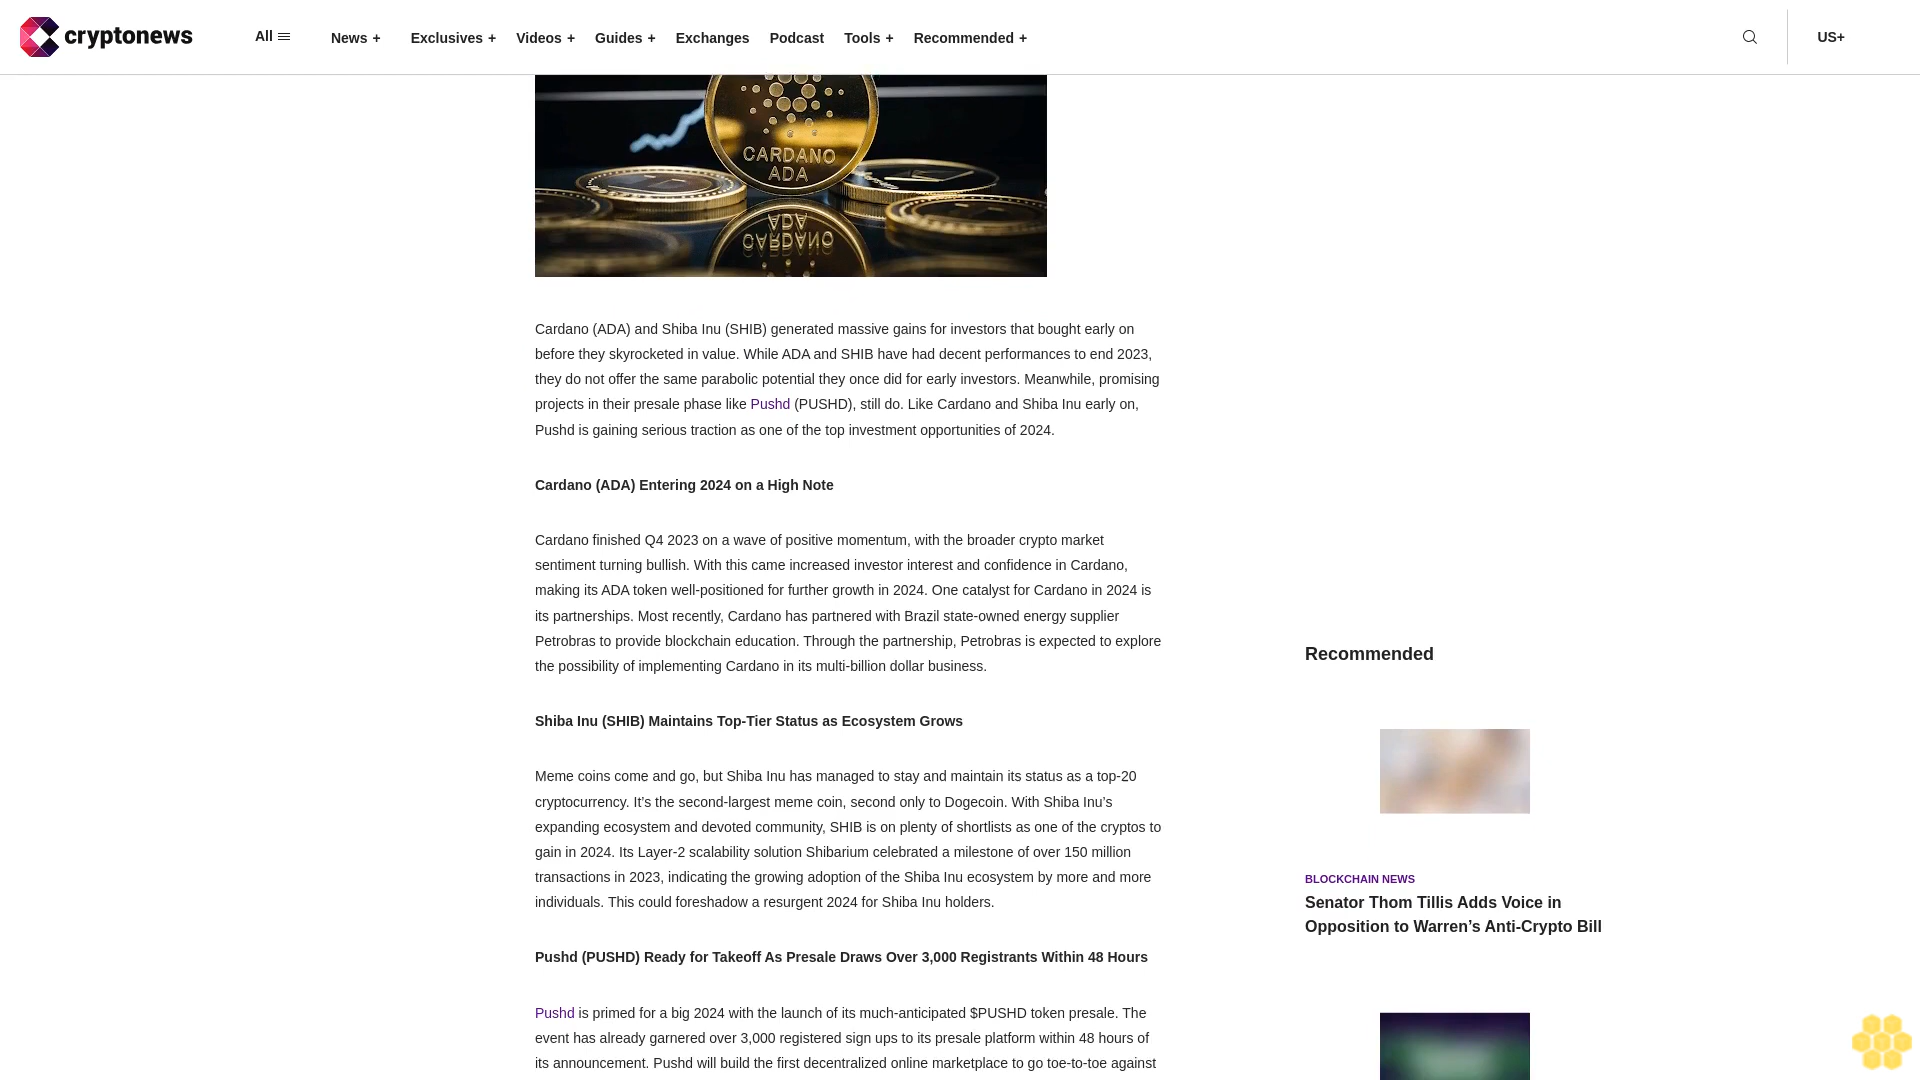 cryptonews
All
News +
Exclusives +
Videos +
Guides +
Exchanges
Podcast
Tools +
Recommended +
US+
CARDANO
ADA
Cardano (ADA) and Shiba Inu (SHIB) generated massive gains for investors that bought early on
before they skyrocketed in value. While ADA and SHIB have had decent performances to end 2023,
they do not offer the same parabolic potential they once did for early investors. Meanwhile, promising
projects in their presale phase like Pushd (PUSHD), still do. Like Cardano and Shiba Inu early on,
Pushd is gaining serious traction as one of the top investment opportunities of 2024.
Cardano (ADA) Entering 2024 on a High Note
Cardano finished Q4 2023 on a wave of positive momentum, with the broader crypto market
sentiment turning bullish. With this came increased investor interest and confidence in Cardano,
making its ADA token well-positioned for further growth in 2024. One catalyst for Cardano in 2024 is
its partnerships. Most recently, Cardano has partnered with Brazil state-owned energy supplier
Petrobras to provide blockchain education. Through the partnership, Petrobras is expected to explore
the possibility of implementing Cardano in its multi-billion dollar business.
Shiba Inu (SHIB) Maintains Top-Tier Status as Ecosystem Grows
Meme coins come and go, but Shiba Inu has managed to stay and maintain its status as a top-20
cryptocurrency. It’s the second-largest meme coin, second only to Dogecoin. With Shiba Inu’s
expanding ecosystem and devoted community, SHIB is on plenty of shortlists as one of the cryptos to
gain in 2024. Its Layer-2 scalability solution Shibarium celebrated a milestone of over 150 million
transactions in 2023, indicating the growing adoption of the Shiba Inu ecosystem by more and more
individuals. This could foreshadow a resurgent 2024 for Shiba Inu holders.
Pushd (PUSHD) Ready for Takeoff As Presale Draws Over 3,000 Registrants Within 48 Hours
Pushd is primed for a big 2024 with the launch of its much-anticipated $PUSHD token presale. The
event has already garnered over 3,000 registered sign ups to its presale platform within 48 hours of
its announcement. Pushd will build the first decentralized online marketplace to go toe-to-toe against
Recommended
BLOCKCHAIN NEWS
Senator Thom Tillis Adds Voice in
Opposition to Warren’s Anti-Crypto Bill